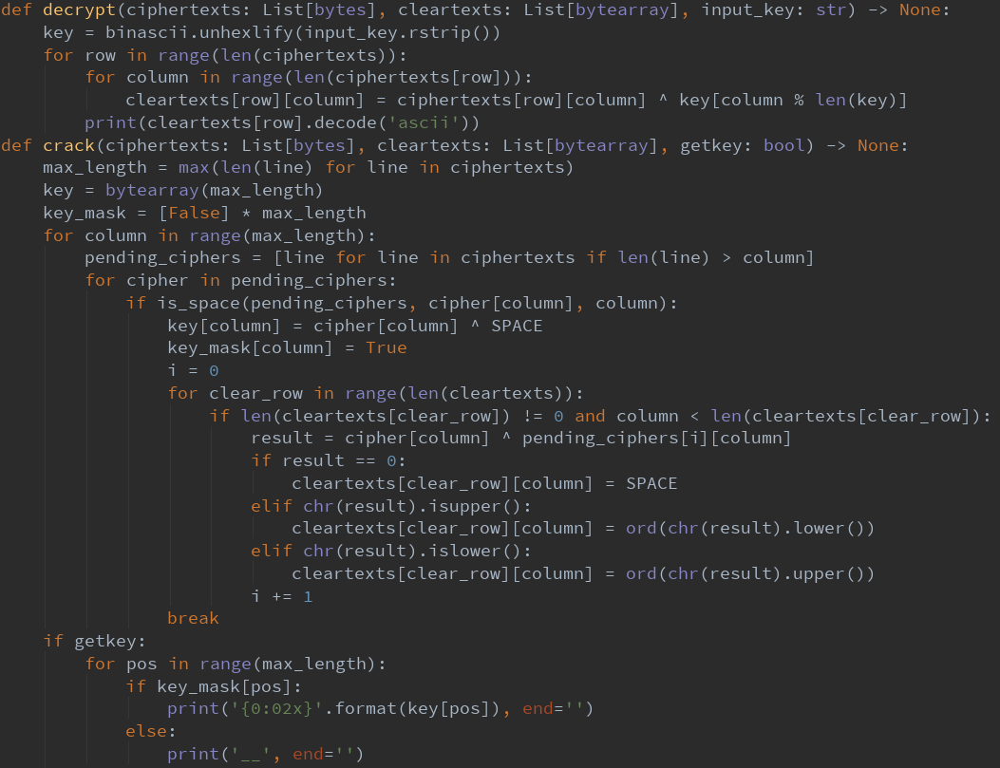 def decrypt(ciphertexts: List[bytes], cleartexts: List[bytearray], input_key: str) -> None:
    key = binascii.unhexlify(input_key.rstrip())
    for row in range(len(ciphertexts)):
        for column in range(len(ciphertexts[row])):
            cleartexts[row][column] = ciphertexts[row][column] ^ key[column % len(key)]
        print(cleartexts[row].decode('ascii'))
def crack(ciphertexts: List[bytes], cleartexts: List[bytearray], getkey: bool) -> None:
    max_length = max(len(line) for line in ciphertexts)
    key = bytearray(max_length)
    key_mask = [False] * max_length
    for column in range(max_length):
        pending_ciphers = [line for line in ciphertexts if len(line) > column]
        for cipher in pending_ciphers:
            if is_space(pending_ciphers, cipher[column], column):
                key[column] = cipher[column] ^ SPACE
                key_mask[column] = True
                i = 0
                for clear_row in range(len(cleartexts)):
                    if len(cleartexts[clear_row]) != 0 and column < len(cleartexts[clear_row]):
                        result = cipher[column] ^ pending_ciphers[i][column]
                        if result == 0:
                            cleartexts[clear_row][column] = SPACE
                        elif chr(result).isupper():
                            cleartexts[clear_row][column] = ord(chr(result).lower())
                        elif chr(result).islower():
                            cleartexts[clear_row][column] = ord(chr(result).upper())
                        i += 1
                break
    if getkey:
        for pos in range(max_length):
            if key_mask[pos]:
                print('{0:02x}'.format(key[pos]), end='')
            else:
                print('__', end='')